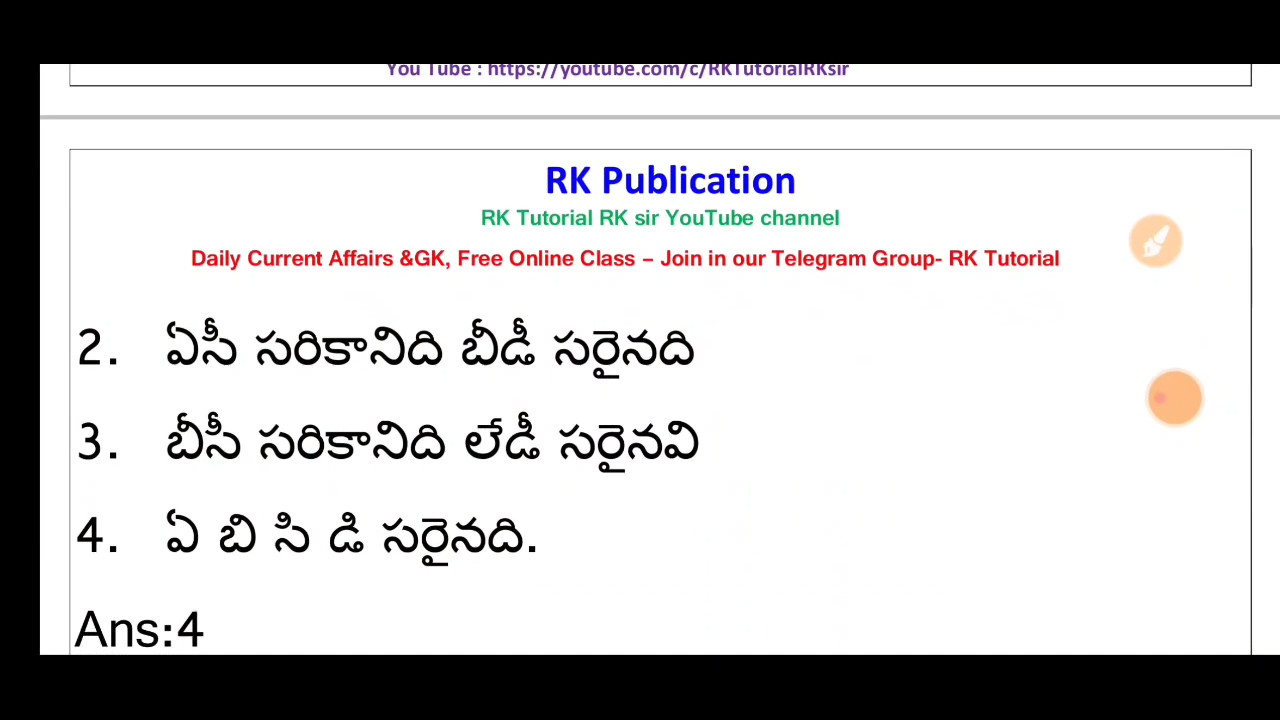 You Tube : https://youtube.com/c/RKTutorialRKsir
RK Publication
RK Tutorial RK sir YouTube channel
Daily Current Affairs &GK, Free Online Class – Join in our Telegram Group- RK Tutorial
2. ఏసీ సరికానిది బీడీ సరైనది
3. బీసీ సరికానిది లేడీ సరైనవి
4. ఏ బి సి డి సరైనది.
Ans:4